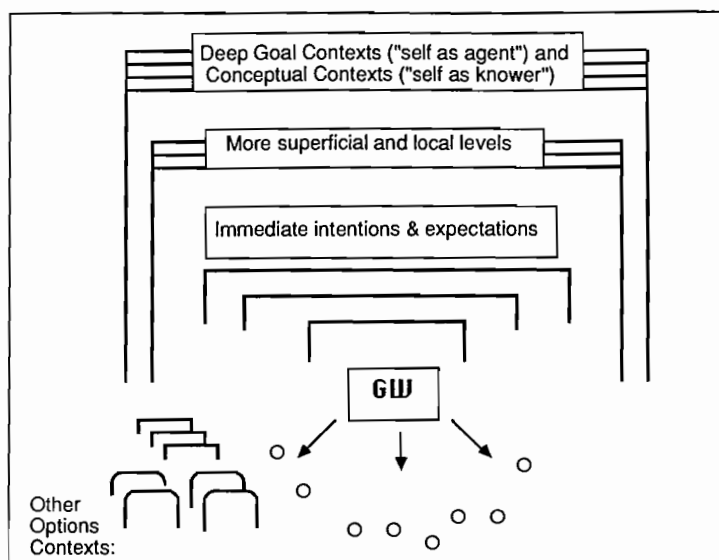 Deep Goal Contexts ("self as agent") and
Conceptual Contexts ("self as knower")
More superficial and local levels
Immediate intentions & expectations
GW
Other
Options
Contexts: